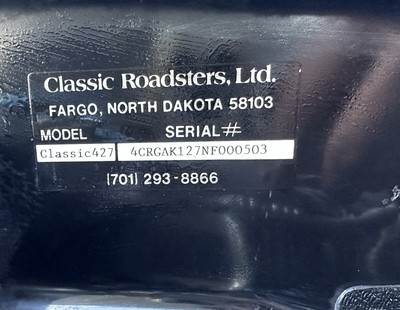 Classic Roadsters, Ltd.
FARGO, NORTH DAKOTA 58103
MODEL SERIAL#
Classic427 4CRGAK127NF000503
(701) 293-8866